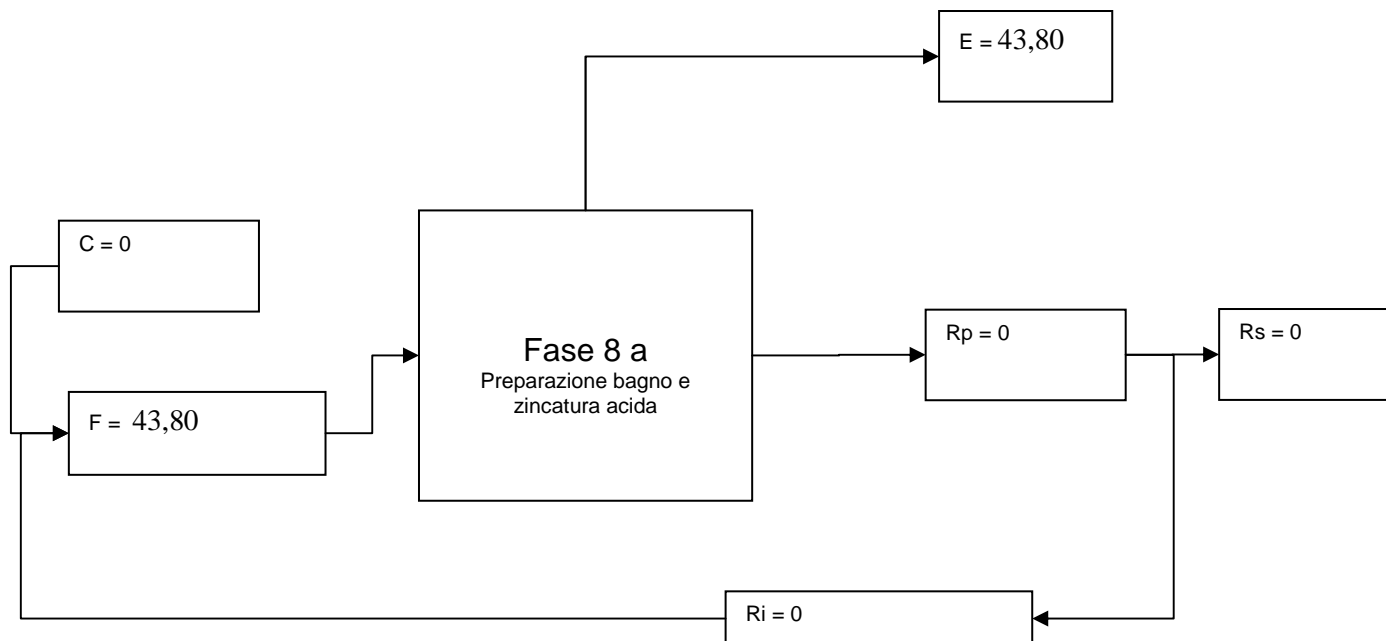 E = 43,80
C = 0
Fase 8 a
Preparazione bagno e
zincatura acida
Rp = 0
Rs = 0
F = 43,80
Ri = 0